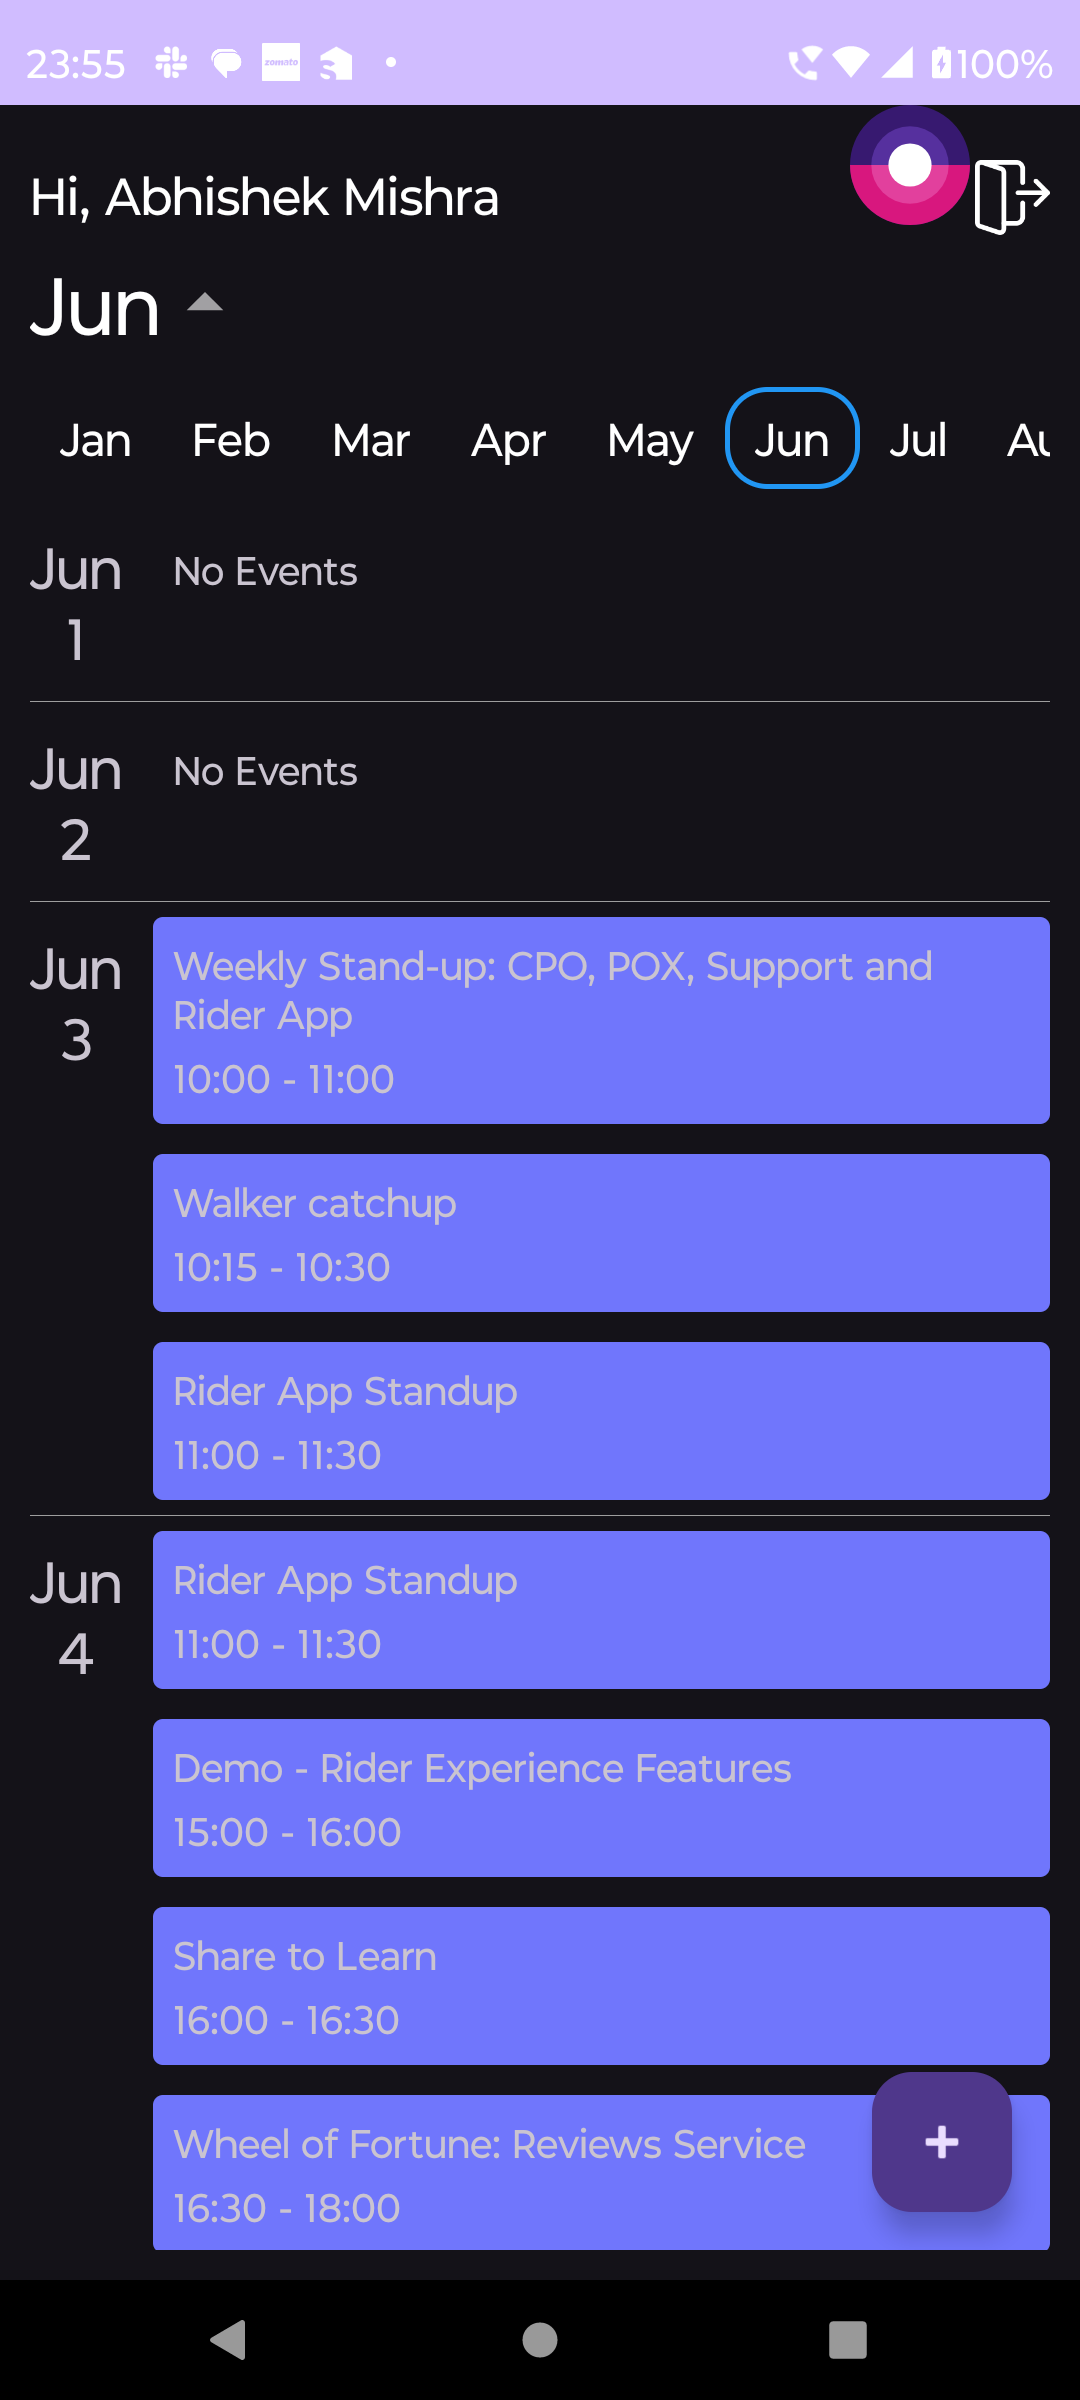 23:55
zomato
100%
Hi, Abhishek Mishra
Jun
Jan Feb Mar Apr May Jun Jul Au
Jun
1
No Events
Jun
2
No Events
Jun
3
Weekly Stand-up: CPO, POX, Support and
Rider App
10:00 - 11:00
Walker catchup
10:15 - 10:30
Rider App Standup
11:00 - 11:30
Jun
4
Rider App Standup
11:00 - 11:30
Demo - Rider Experience Features
15:00 - 16:00
Share to Learn
16:00 - 16:30
Wheel of Fortune: Reviews Service
16:30 - 18:00
+